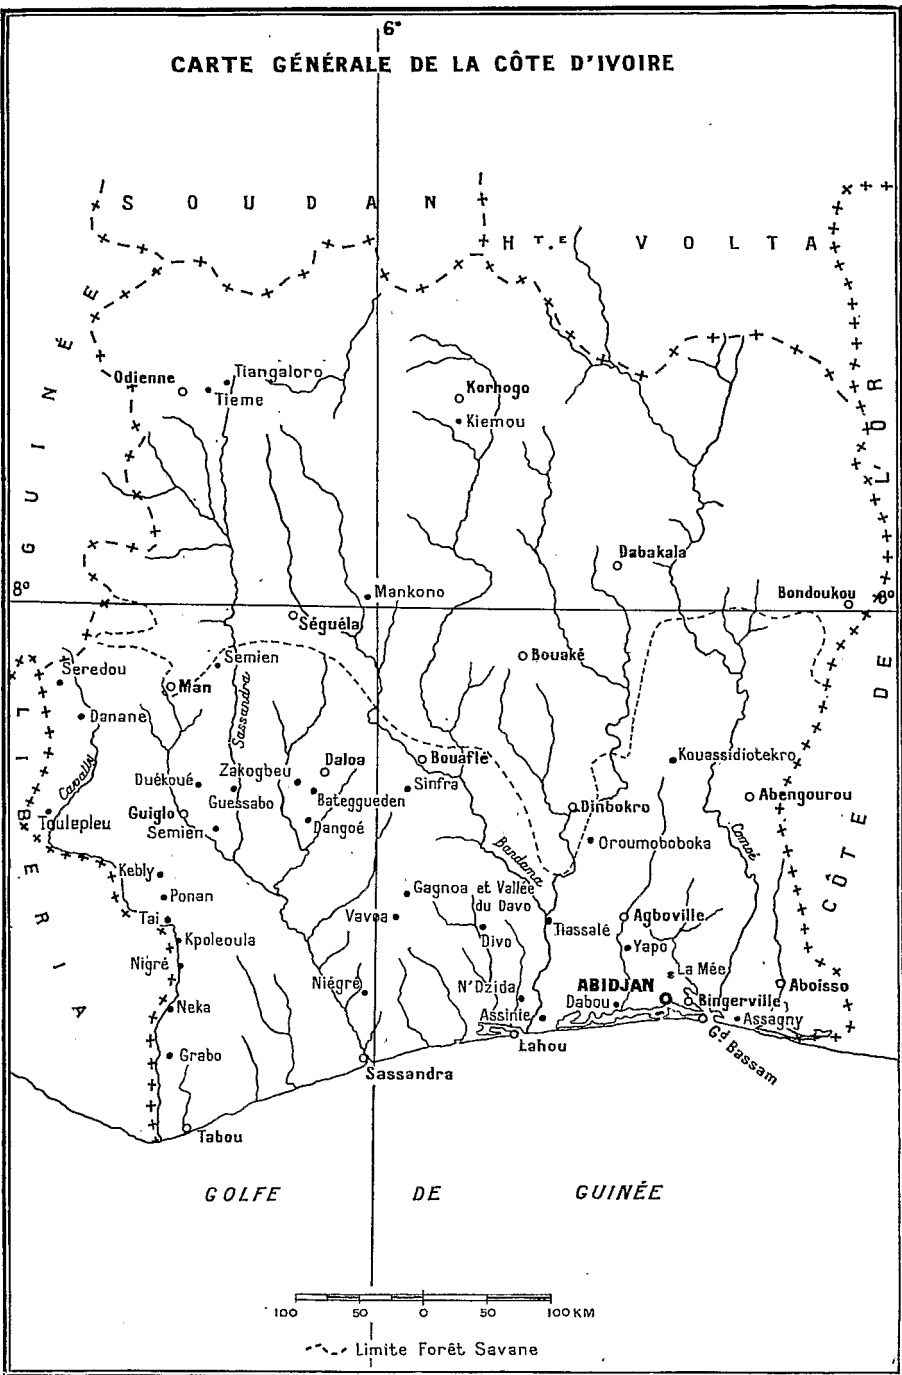 6°
CARTE GÉNÉRALE DE LA CÔTE D'IVOIRE
SOUDAN
HT.E VOLTA
GUINÉE
Odienne
Tiangaloro
Tieme
Korhogo
Kiemou
CÔTE DE L'ÔR
Dabakala
8°
Mankono
Bondoukou
8°
Séguéla
Semien
Bouaké
Seredou
Man
Danane
Sassandra
LIBERIA
Cavally
Kouassidiotekro
Daloa
Bouaflé
Zakogbeu
Duékoué
Sinfra
Guessabo
Bateggueden
Abengourou
Guiglo
Dinbokro
Toulepleu
Semien
Dangoé
Oroumoboboka
Comoé
Bandama
Kebly
Ponan
Gagnoa et Vallée
du Davo
Tai
Vavoa
Agboville
Tiassalé
Divo
Kpoleoula
Yapo
Nigré
La Mée
Niégré
N'Dzida
ABIDJAN
Aboisso
Neka
Dabou
Bingerville
Assinie
Assagny
Lahou
Gd Bassam
Grabo
Sassandra
Tabou
GOLFE DE GUINÉE
100 50 0 50 100 KM
Limite Forêt Savane